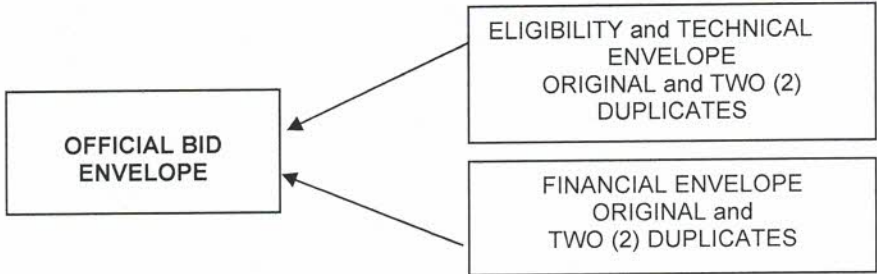 ELIGIBILITY and TECHNICAL
ENVELOPE
ORIGINAL and TWO (2)
DUPLICATES
OFFICIAL BID
ENVELOPE
FINANCIAL ENVELOPE
ORIGINAL and
TWO (2) DUPLICATES